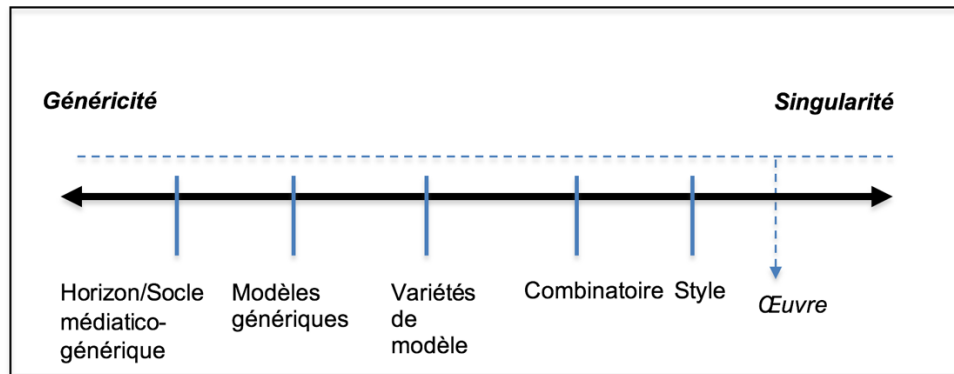 Généricité
Singularité
Horizon/Socle
médiatico-
générique
Modèles
génériques
Variétés
de
modèle
Combinatoire
Style
Œuvre